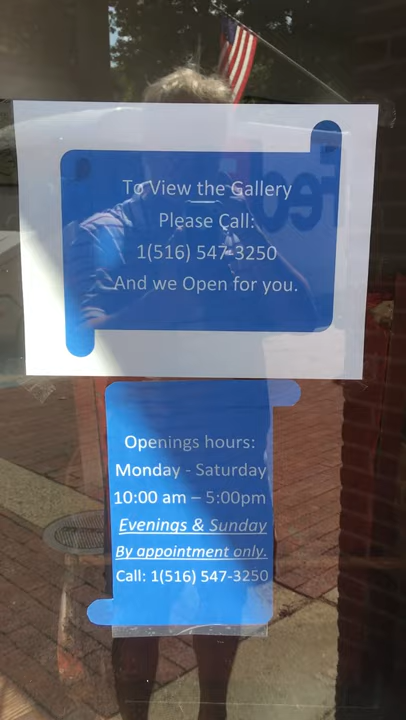 To View the Gallery
Please Call:
1(516) 547-3250
And we Open for you.
Fed
Openings hours:
Monday - Saturday
10:00 am – 5:00pm
Evenings & Sunday
By appointment only.
Call: 1(516) 547-3250